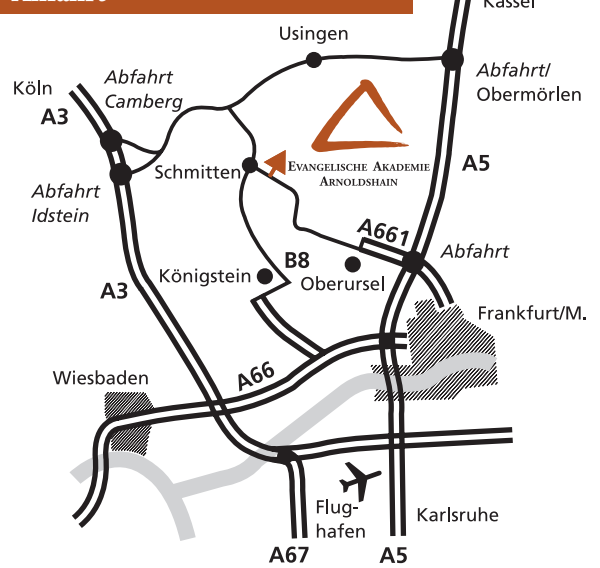 Kassel
Usingen
Köln
Abfahrt
Camberg
A3
Abfahrt/
Obermörlen
Schmitten
EVANGELISCHE AKADEMIE
ARNOLDSHAIN
A5
Abfahrt
Idstein
A661
Abfahrt
B8
Königstein
Oberursel
A3
Frankfurt/M.
A66
Wiesbaden
Flug-
hafen
Karlsruhe
A67
A5